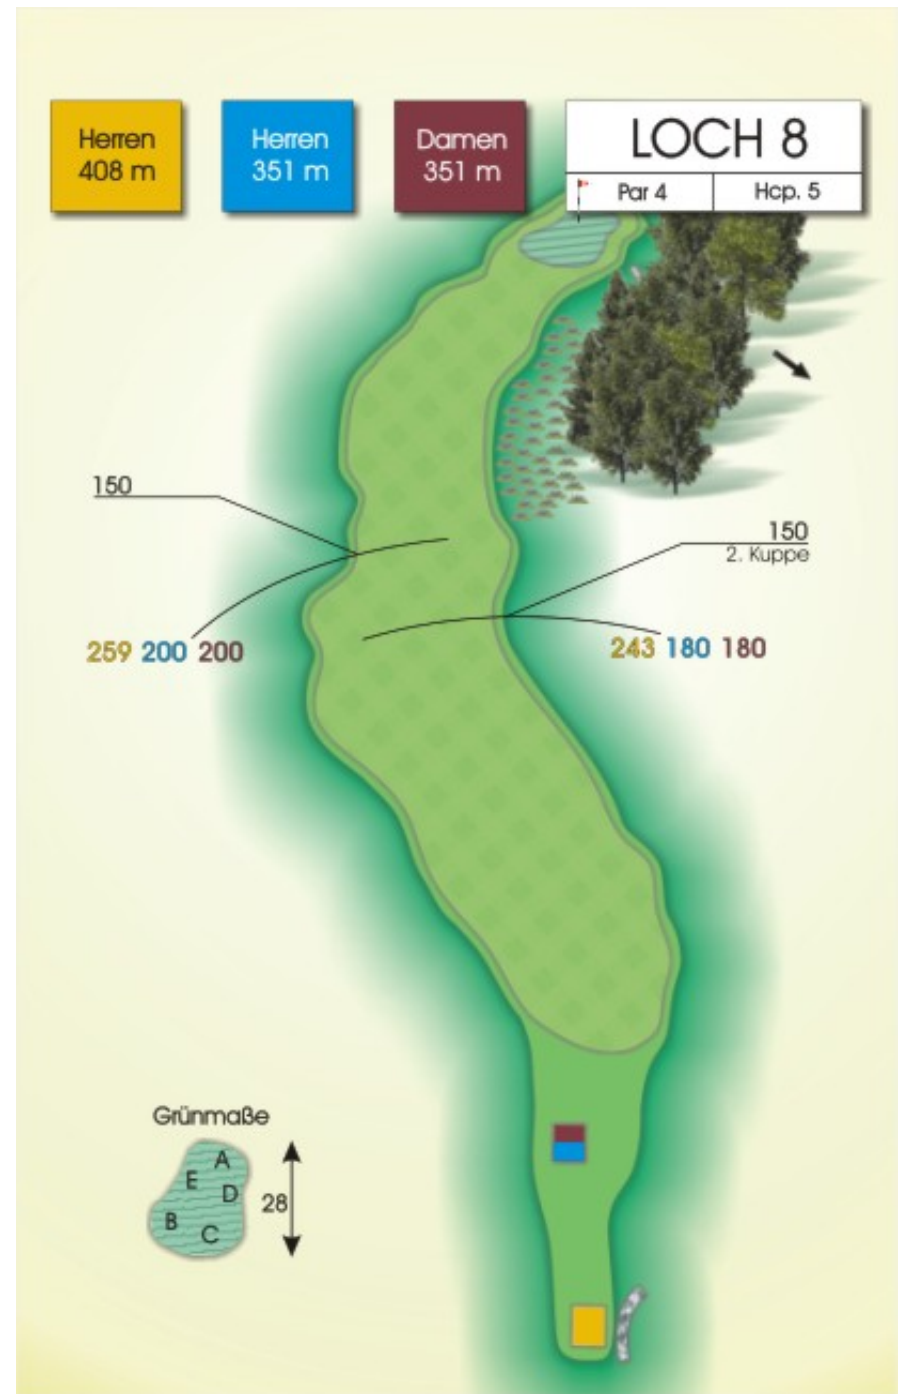 Herren
408 m
Herren
351 m
Damen
351 m
LOCH 8
Par 4
Hcp. 5
150
150
2. Kuppe
259 200 200
243 180 180
Grünmaße
A
E
D
B
C
28